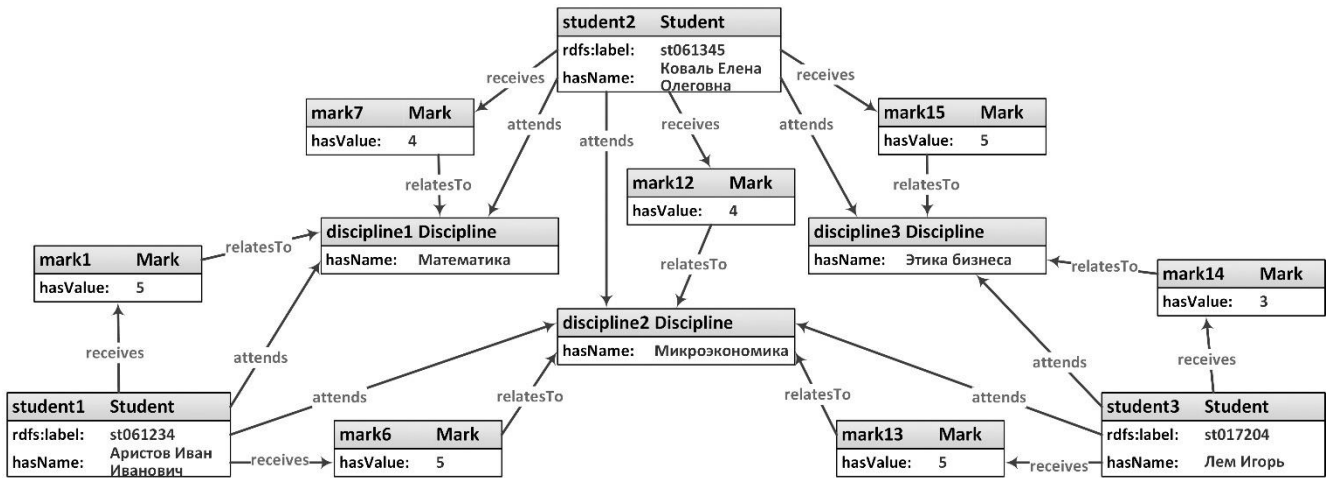 student2 Student
rdfs:label: st061345
hasName: Коваль Елена
Олеговна
receives
receives
mark7 Mark
hasValue: 4
attends
attends
receives
attends
mark15 Mark
hasValue: 5
relatesTo
mark12 Mark
hasValue: 4
relatesTo
discipline1 Discipline
hasName: Математика
discipline3 Discipline
hasName: Этика бизнеса
mark1 Mark
hasValue: 5
relatesTo
relatesTo
relatesTo
mark14 Mark
hasValue: 3
discipline2 Discipline
hasName: Микроэкономика
receives
attends
attends
relatesTo
relatesTo
attends
attends
receives
student1 Student
rdfs:label: st061234
hasName: Аристов Иван
Иванович
receives
mark6 Mark
hasValue: 5
mark13 Mark
hasValue: 5
receives
student3 Student
rdfs:label: st017204
hasName: Лем Игорь